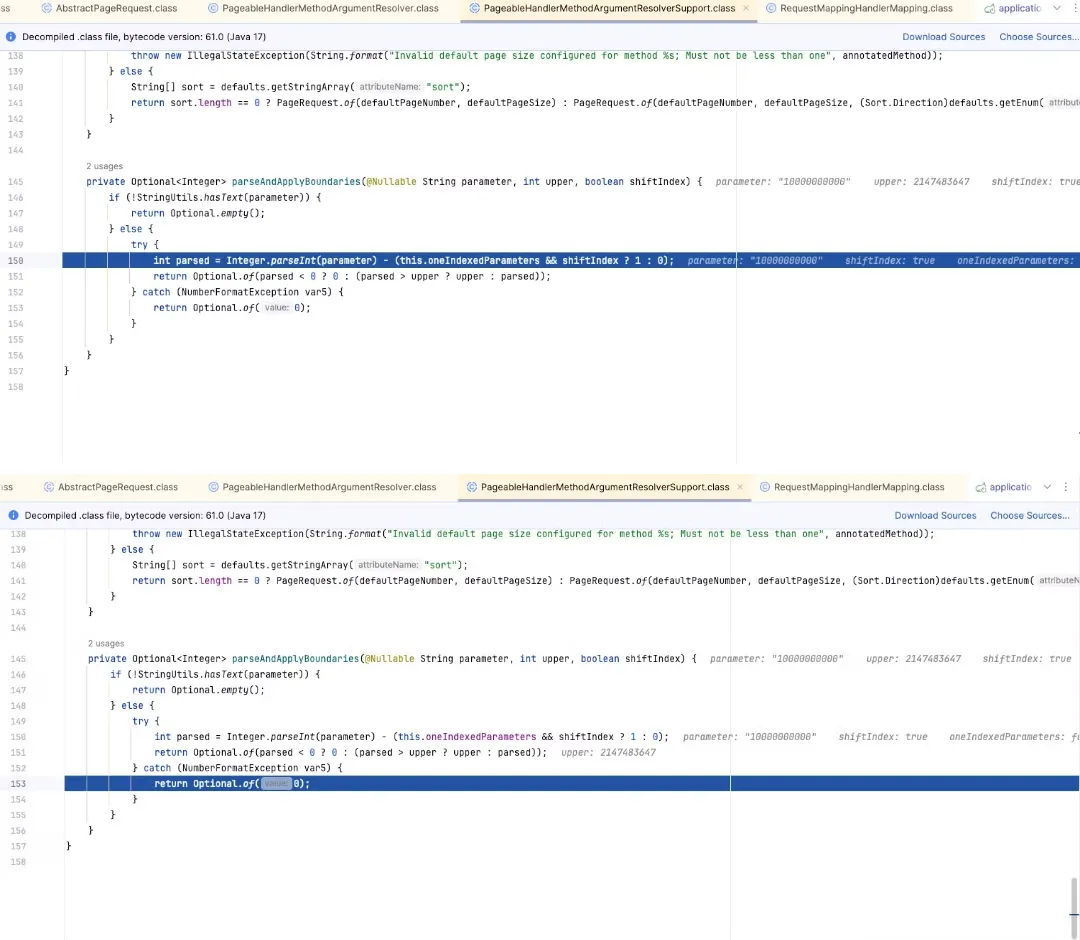 ss AbstractPageRequest.class PageableHandlerMethodArgumentResolver.class PageableHandlerMethodArgumentResolverSupport.class × RequestMappingHandlerMapping.class applicatio
Decompiled .class file, bytecode version: 61.0 (Java 17) Download Sources Choose Sources...
138 throw new IllegalStateException(String.format("Invalid default page size configured for method %s; Must not be less than one", annotatedMethod));
139 } else {
140 String[] sort = defaults.getStringArray( attributeName: "sort");
141 return sort.length == 0 ? PageRequest.of(defaultPageNumber, defaultPageSize) : PageRequest.of(defaultPageNumber, defaultPageSize, (Sort.Direction)defaults.getEnum( attribute
142 }
143 }
144
2 usages
145 private Optional<Integer> parseAndApplyBoundaries(@Nullable String parameter, int upper, boolean shiftIndex) { parameter: "10000000000" upper: 2147483647 shiftIndex: true
146 if (!StringUtils.hasText(parameter)) {
147 return Optional.empty();
148 } else {
149 try {
150 int parsed = Integer.parseInt(parameter) - (this.oneIndexedParameters && shiftIndex ? 1 : 0); parameter: "10000000000" shiftIndex: true oneIndexedParameters:
151 return Optional.of(parsed < 0 ? 0 : (parsed > upper ? upper : parsed));
152 } catch (NumberFormatException var5) {
153 return Optional.of( value: 0);
154 }
155 }
156 }
157 }
158
ss AbstractPageRequest.class PageableHandlerMethodArgumentResolver.class PageableHandlerMethodArgumentResolverSupport.class × RequestMappingHandlerMapping.class applicatio
Decompiled .class file, bytecode version: 61.0 (Java 17) Download Sources Choose Sources...
138 throw new IllegalStateException(String.format("Invalid default page size configured for method %s; Must not be less than one", annotatedMethod));
139 } else {
140 String[] sort = defaults.getStringArray( attributeName: "sort");
141 return sort.length == 0 ? PageRequest.of(defaultPageNumber, defaultPageSize) : PageRequest.of(defaultPageNumber, defaultPageSize, (Sort.Direction)defaults.getEnum( attributeN
142 }
143 }
144
2 usages
145 private Optional<Integer> parseAndApplyBoundaries(@Nullable String parameter, int upper, boolean shiftIndex) { parameter: "10000000000" upper: 2147483647 shiftIndex: true
146 if (!StringUtils.hasText(parameter)) {
147 return Optional.empty();
148 } else {
149 try {
150 int parsed = Integer.parseInt(parameter) - (this.oneIndexedParameters && shiftIndex ? 1 : 0); parameter: "10000000000" shiftIndex: true oneIndexedParameters: fa
151 return Optional.of(parsed < 0 ? 0 : (parsed > upper ? upper : parsed)); upper: 2147483647
152 } catch (NumberFormatException var5) {
153 return Optional.of( value: 0);
154 }
155 }
156 }
157 }
158